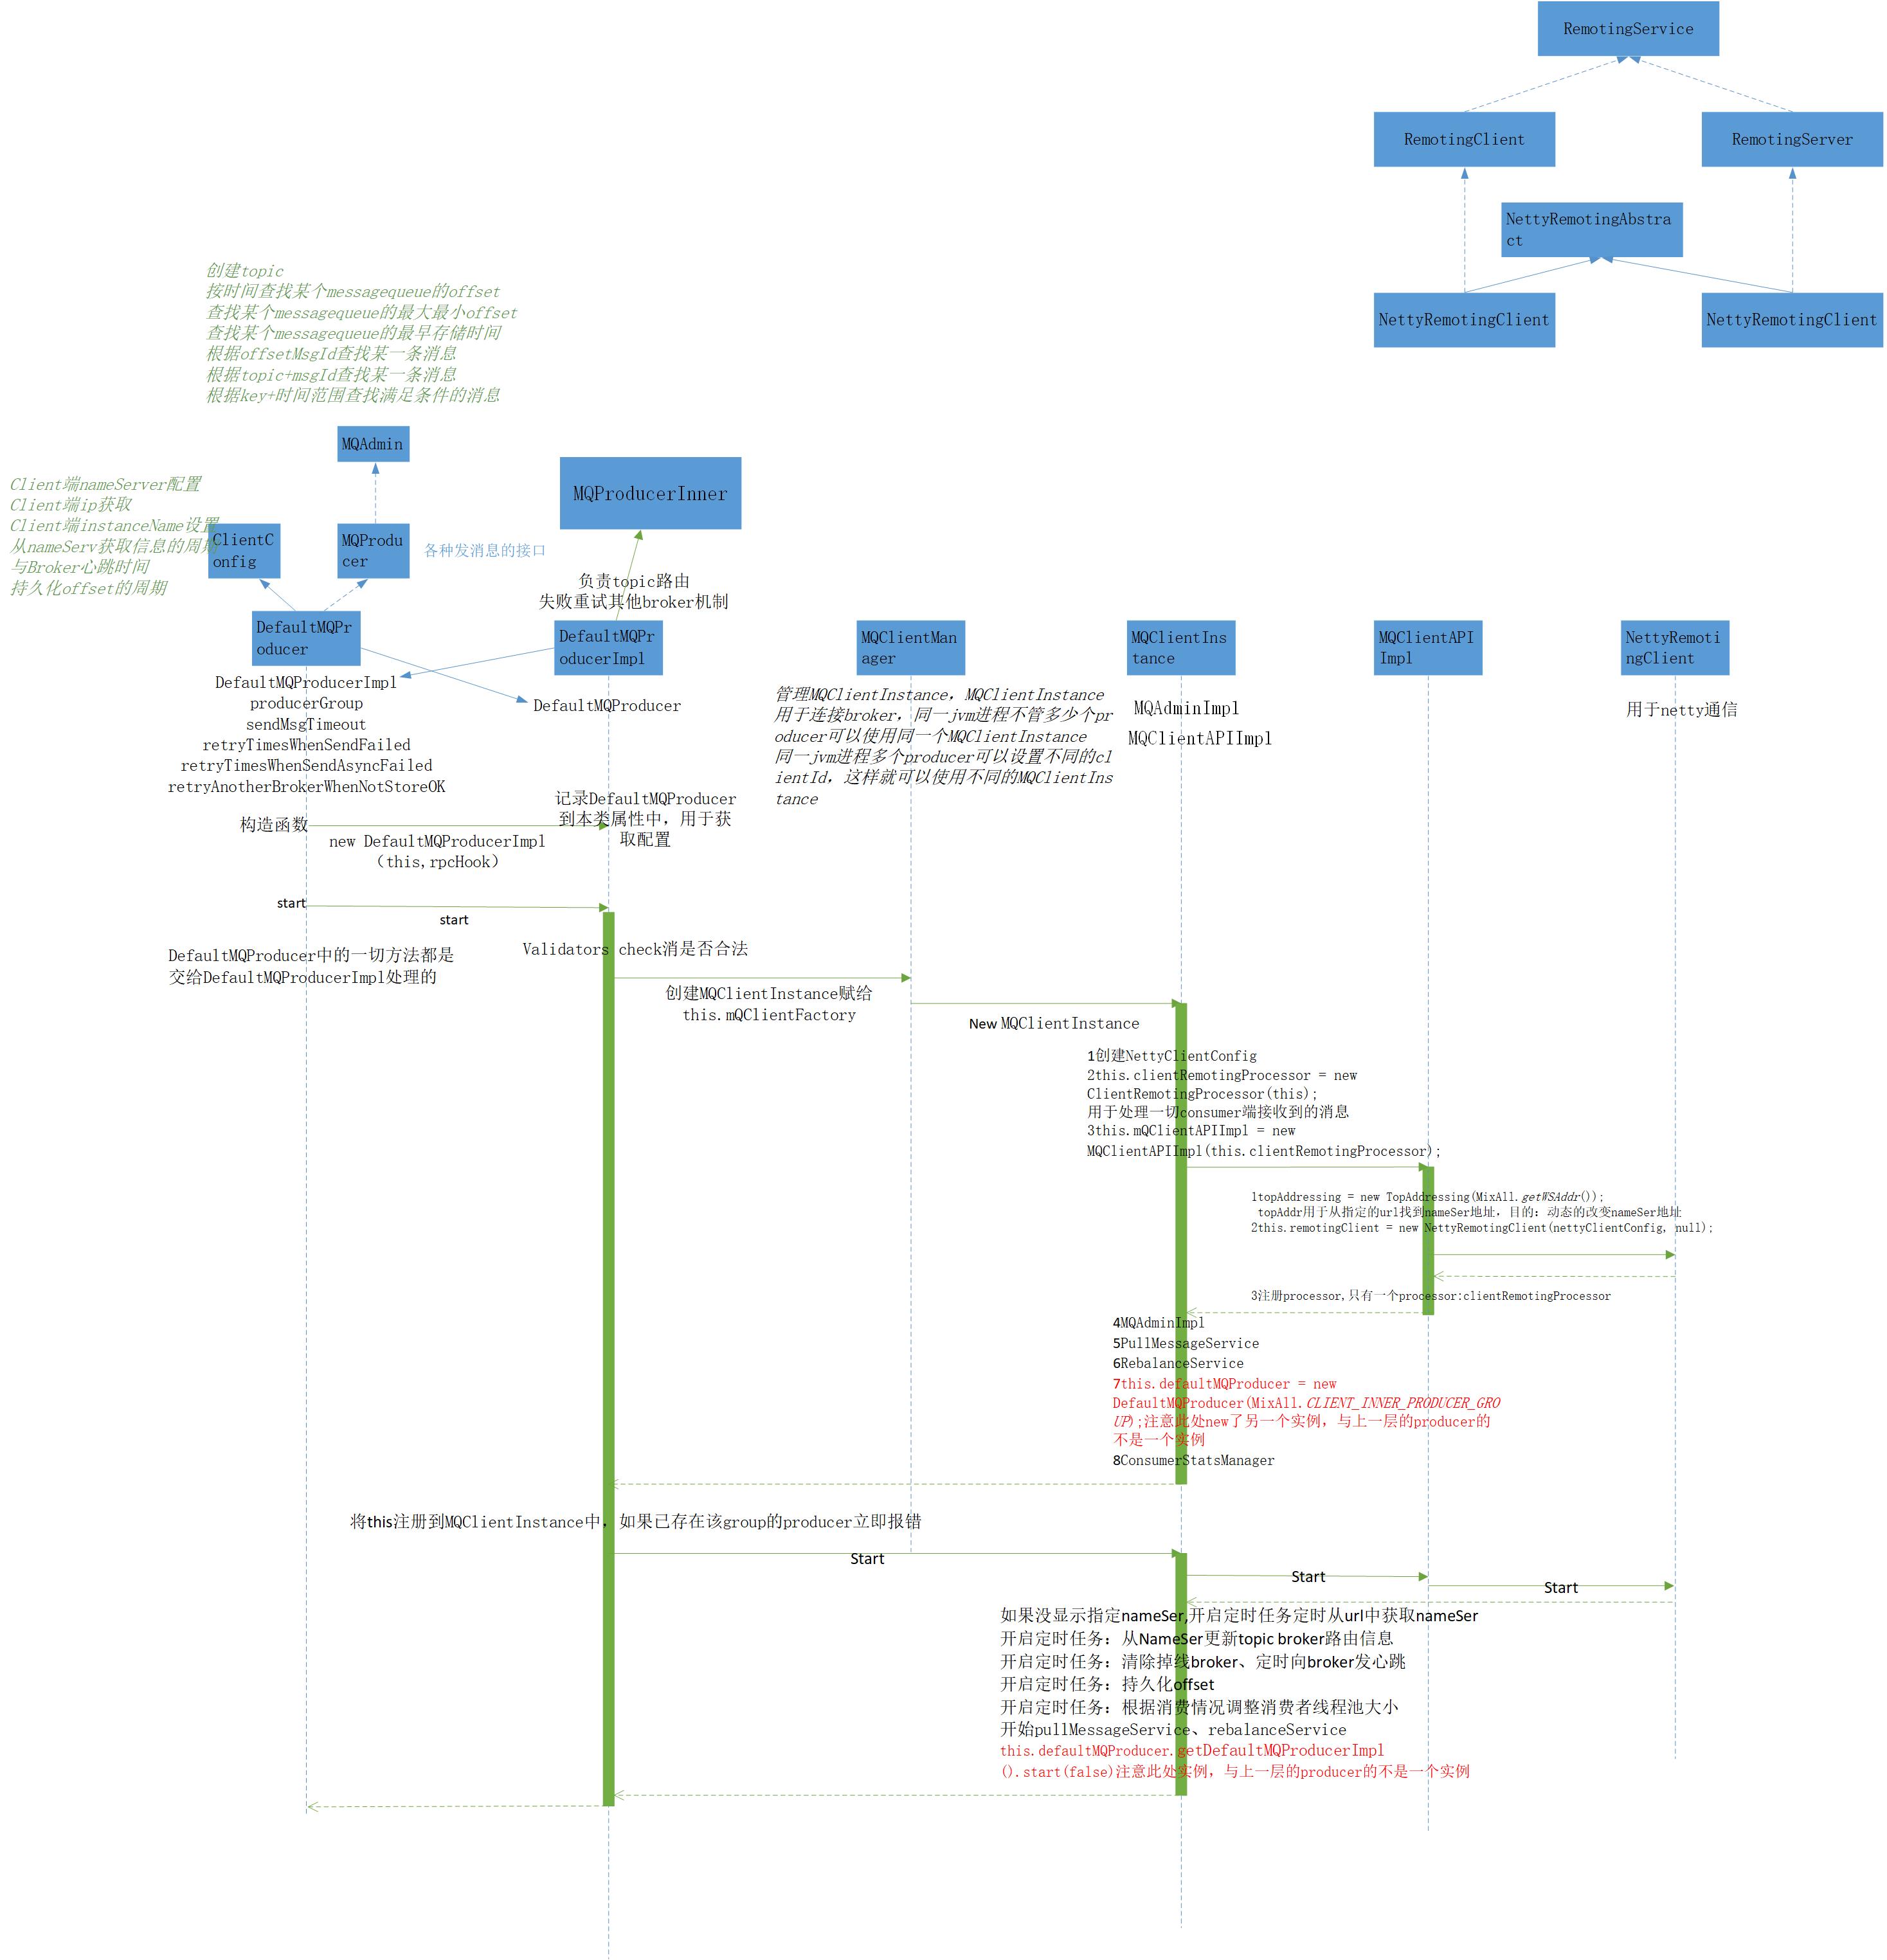 RemotingService
RemotingClient
RemotingServer
NettyRemotingAbstra
ct
NettyRemotingClient
NettyRemotingClient
创建topic
按时间查找某个messagequeue的offset
查找某个messagequeue的最大最小offset
查找某个messagequeue的最早存储时间
根据offsetMsgId查找某一条消息
根据topic+msgId查找某一条消息
根据key+时间范围查找满足条件的消息
MQAdmin
Client端nameServer配置
Client端ip获取
Client端instanceName设置
从nameServ获取信息的周期
与Broker心跳时间
持久化offset的周期
ClientC
onfig
MQProdu
cer
各种发消息的接口
MQProducerInner
负责topic路由
失败重试其他broker机制
DefaultMQPr
oducer
DefaultMQPr
oducerImpl
MQClientMan
ager
MQClientIns
tance
MQClientAPI
Impl
NettyRemoti
ngClient
DefaultMQProducerImpl
producerGroup
sendMsgTimeout
retryTimesWhenSendFailed
retryTimesWhenSendAsyncFailed
retryAnotherBrokerWhenNotStoreOK
DefaultMQProducer
管理MQClientInstance，MQClientInstance
用于连接broker，同一jvm进程不管多少个pr
oducer可以使用同一个MQClientInstance
同一jvm进程多个producer可以设置不同的cl
ientId，这样就可以使用不同的MQClientIns
tance
MQAdminImpl
MQClientAPIImpl
用于netty通信
记录DefaultMQProducer
到本类属性中，用于获
取配置
构造函数
new DefaultMQProducerImpl
（this,rpcHook）
start
start
DefaultMQProducer中的一切方法都是
交给DefaultMQProducerImpl处理的
Validators check消是否合法
创建MQClientInstance赋给
this.mQClientFactory
New MQClientInstance
1创建NettyClientConfig
2this.clientRemotingProcessor = new
ClientRemotingProcessor(this);
用于处理一切consumer端接收到的消息
3this.mQClientAPIImpl = new
MQClientAPIImpl(this.clientRemotingProcessor);
1topAddressing = new TopAddressing(MixAll.getWSAddr());
topAddr用于从指定的url找到nameSer地址，目的：动态的改变nameSer地址
2this.remotingClient = new NettyRemotingClient(nettyClientConfig, null);
3注册processor,只有一个processor:clientRemotingProcessor
4MQAdminImpl
5PullMessageService
6RebalanceService
7this.defaultMQProducer = new
DefaultMQProducer(MixAll.CLIENT_INNER_PRODUCER_GRO
UP);注意此处new了另一个实例，与上一层的producer的
不是一个实例
8ConsumerStatsManager
将this注册到MQClientInstance中，如果已存在该group的producer立即报错
Start
Start
Start
如果没显示指定nameSer,开启定时任务定时从url中获取nameSer
开启定时任务：从NameSer更新topic broker路由信息
开启定时任务：清除掉线broker、定时向broker发心跳
开启定时任务：持久化offset
开启定时任务：根据消费情况调整消费者线程池大小
开始pullMessageService、rebalanceService
this.defaultMQProducer.getDefaultMQProducerImpl
().start(false)注意此处实例，与上一层的producer的不是一个实例